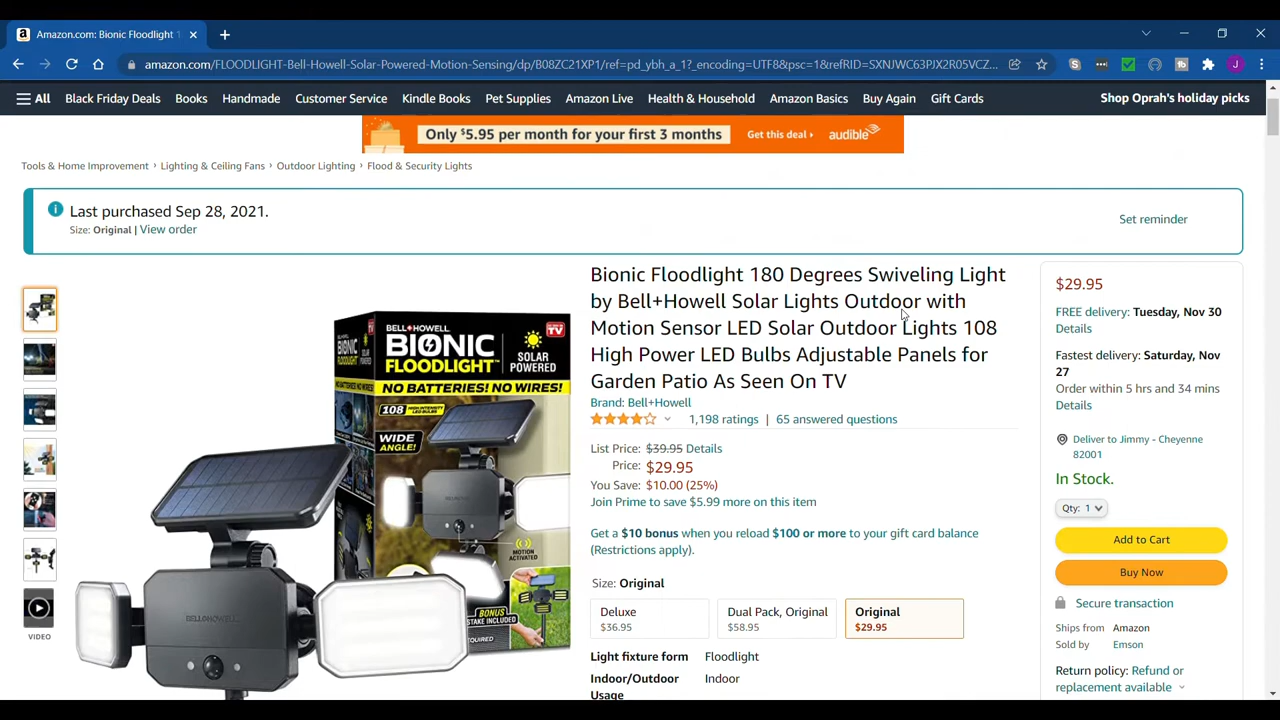 Amazon.com: Bionic Floodlight 1
amazon.com/FLOODLIGHT-Bell-Howell-Solar-Powered-Motion-Sensing/dp/B08ZC21XP1/ref=pd_ybh_a_1?_encoding=UTF8&psc=1&refRID=SXNJWC63PJX2R05VCZ...
J
All Black Friday Deals Books Handmade Customer Service Kindle Books Pet Supplies Amazon Live Health & Household Amazon Basics Buy Again Gift Cards Shop Oprah's holiday picks
Only $5.95 per month for your first 3 months Get this deal › audible
Tools & Home Improvement › Lighting & Ceiling Fans › Outdoor Lighting › Flood & Security Lights
Last purchased Sep 28, 2021.
Size: Original | View order
Set reminder
Bionic Floodlight 180 Degrees Swiveling Light
by Bell+Howell Solar Lights Outdoor with
Motion Sensor LED Solar Outdoor Lights 108
High Power LED Bulbs Adjustable Panels for
Garden Patio As Seen On TV
Brand: Bell+Howell
1,198 ratings | 65 answered questions
List Price: $39.95 Details
Price: $29.95
You Save: $10.00 (25%)
Join Prime to save $5.99 more on this item
Get a $10 bonus when you reload $100 or more to your gift card balance
(Restrictions apply).
Size: Original
Deluxe
$36.95
Dual Pack, Original
$58.95
Original
$29.95
Light fixture form Floodlight
Indoor/Outdoor Indoor
Usage
$29.95
FREE delivery: Tuesday, Nov 30
Details
Fastest delivery: Saturday, Nov
27
Order within 5 hrs and 34 mins
Details
Deliver to Jimmy - Cheyenne
82001
In Stock.
Qty: 1
Add to Cart
Buy Now
Secure transaction
Ships from Amazon
Sold by Emson
Return policy: Refund or
replacement available
BELL+HOWELL
BIONIC
FLOODLIGHT™
SOLAR
POWERED
NO BATTERIES! NO WIRES!
108 HIGH INTENSITY
LED BULBS
WIDE
ANGLE!
MOTION
ACTIVATED
BONUS
STAKE INCLUDED
BELL+HOWELL
VIDEO